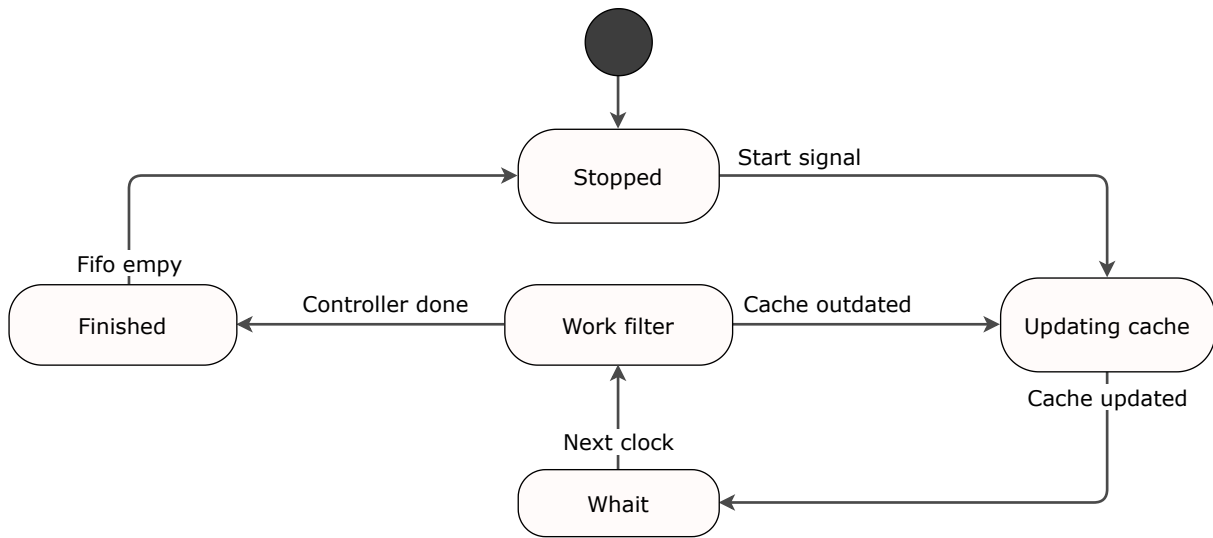 Start signal
Stopped
Fifo empy
Controller done
Cache outdated
Finished
Work filter
Updating cache
Cache updated
Next clock
Whait